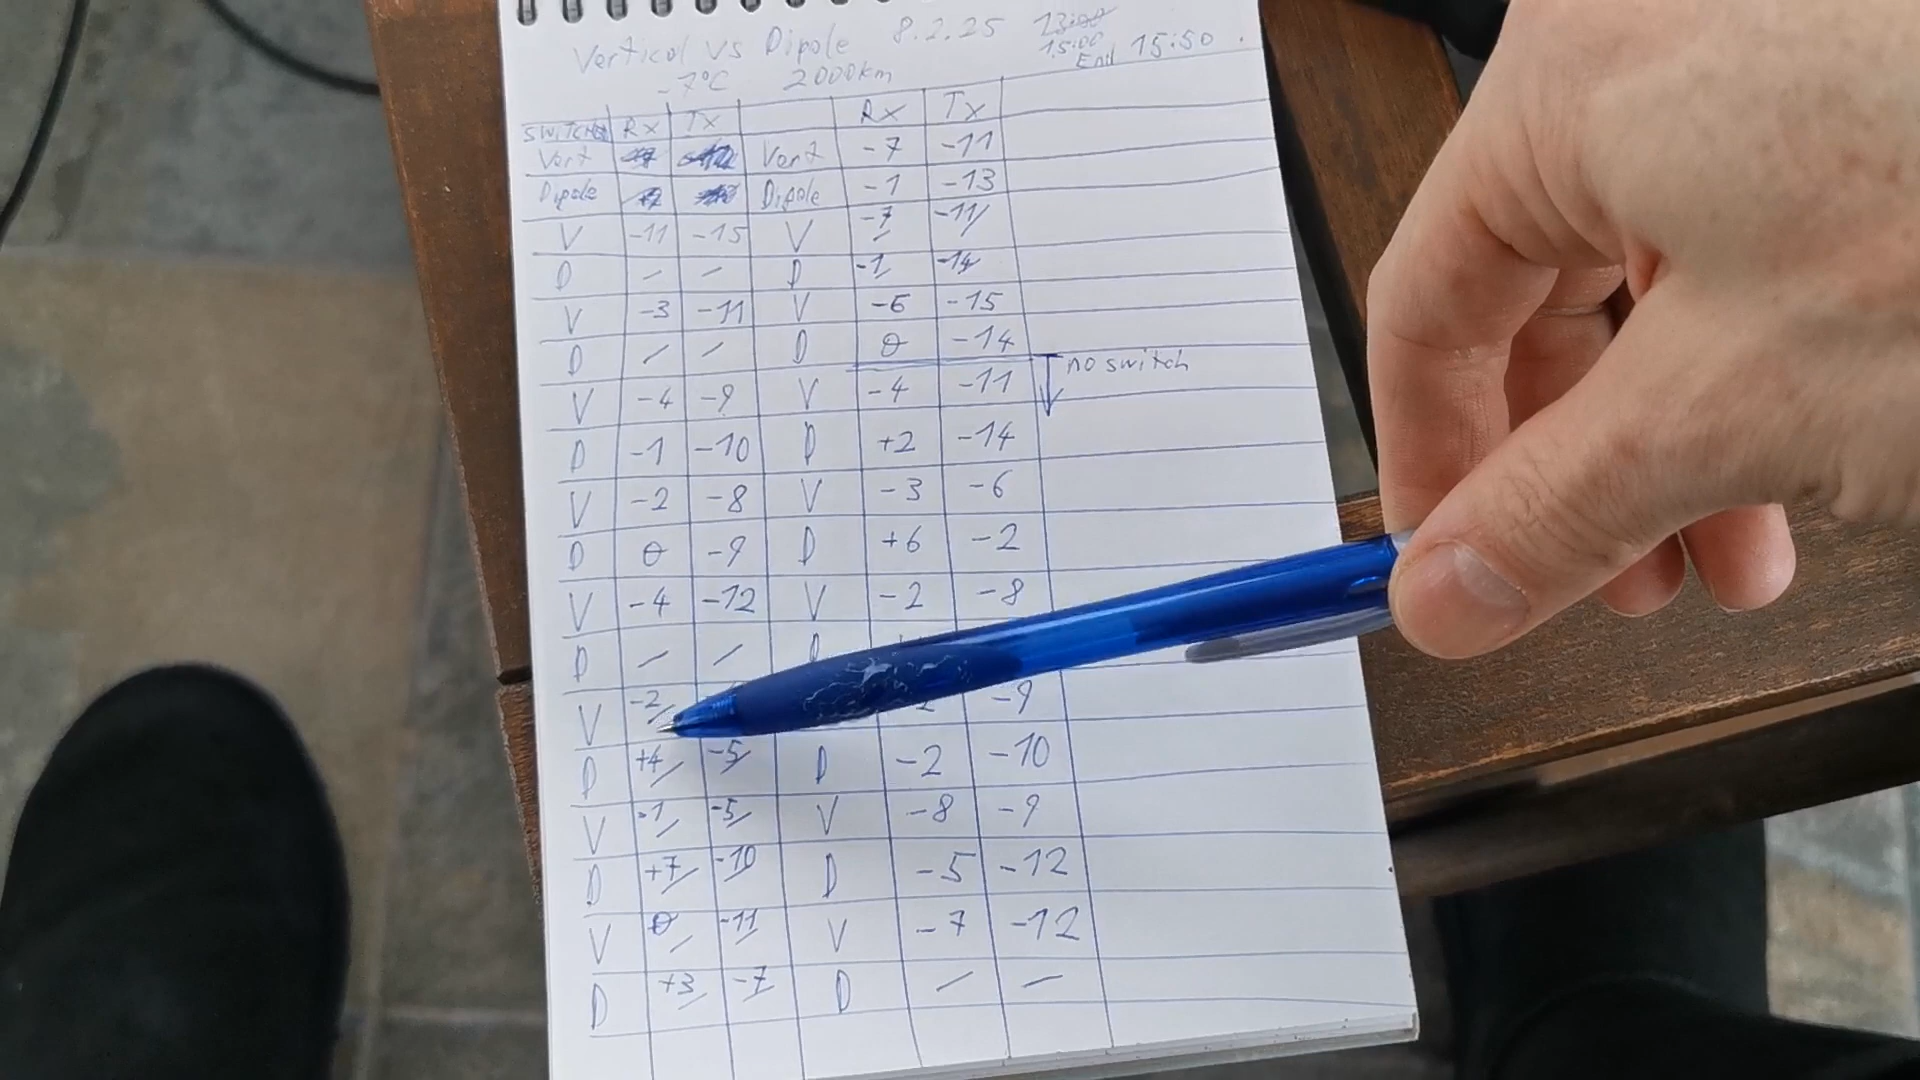 Vertical vs Dipole 8.2.25 13:00
15:00
End 15:50
-7°C 2000km
SWITCH Rx Tx Rx Tx
Vert Vert -7 -11
Dipole Dipole -1 -13
V -11 -15 V -7 -11
D / / D -1 -14
V -3 -11 V -6 -15
D / / D 0 -14
no switch
V -4 -9 V -4 -11
D -1 -10 D +2 -14
V -2 -8 V -3 -6
D 0 -9 D +6 -2
V -4 -12 V -2 -8
D / / D
V -2 -9
D +4 -5 D -2 -10
V -1 -5 V -8 -9
D +7 -10 D -5 -12
V 0 -11 V -7 -12
D +3 -7 D / /